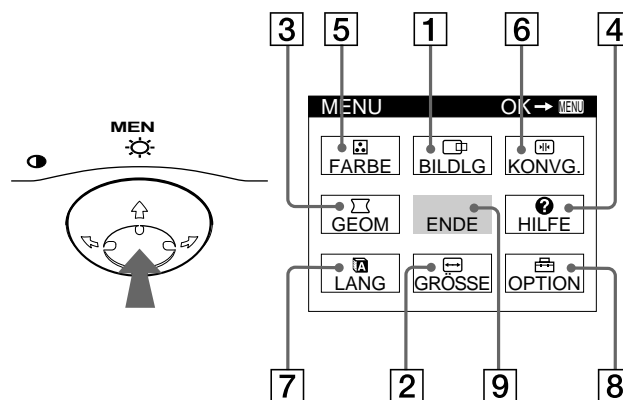 3 5 1 6 4
MEN
MENU OK → MENU
FARBE BILDLG KONVG.
GEOM ENDE HILFE
LANG GRÖSSE OPTION
7 2 9 8